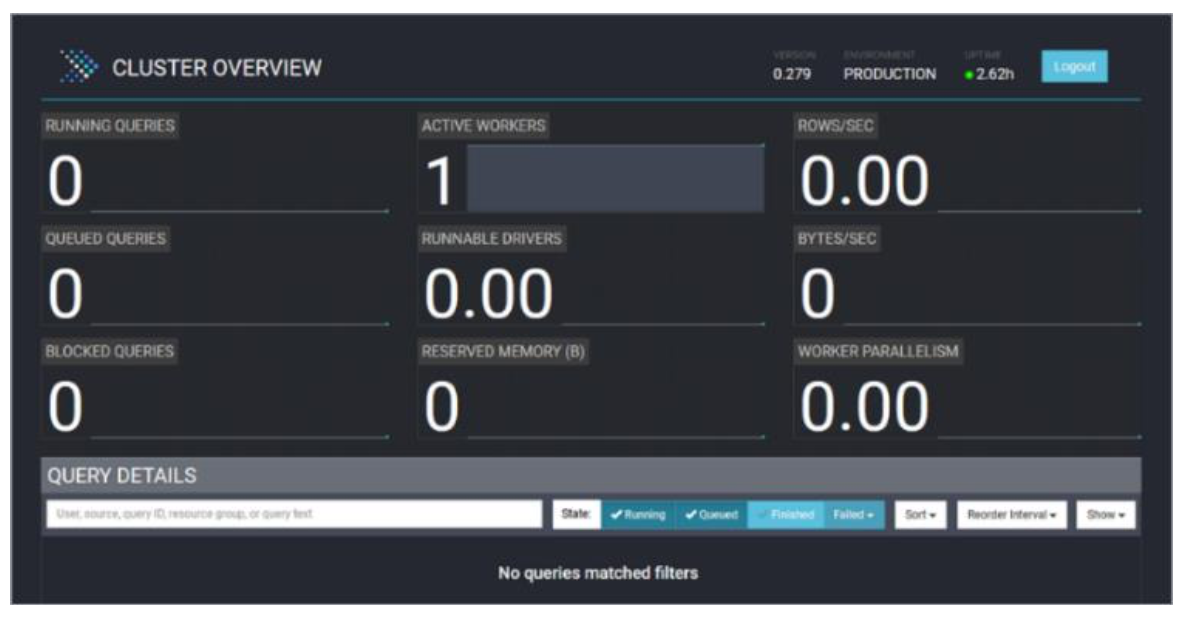 CLUSTER OVERVIEW
VERSION ENVIRONMENT UPTIME
0.279 PRODUCTION 2.62h Logout
RUNNING QUERIES ACTIVE WORKERS ROWS/SEC
0 1 0.00
QUEUED QUERIES RUNNABLE DRIVERS BYTES/SEC
0 0.00 0
BLOCKED QUERIES RESERVED MEMORY (B) WORKER PARALLELISM
0 0 0.00
QUERY DETAILS
User, source, query ID, resource group, or query text State: Running Queued Finished Failed Sort Reorder Interval Show
No queries matched filters